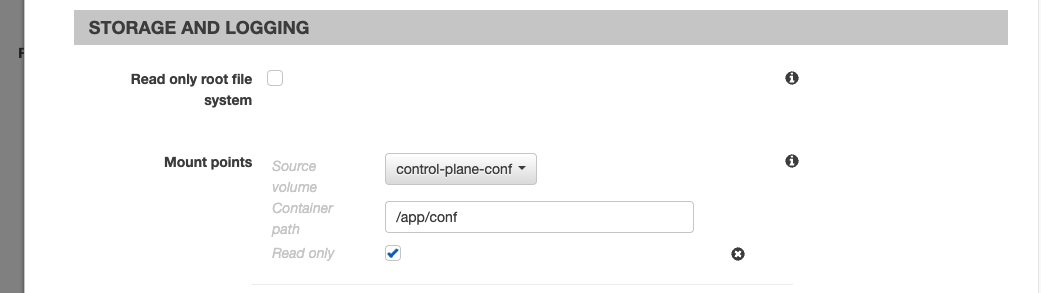 STORAGE AND LOGGING
Read only root file
system
Mount points
Source
volume
control-plane-conf
Container
path
/app/conf
Read only